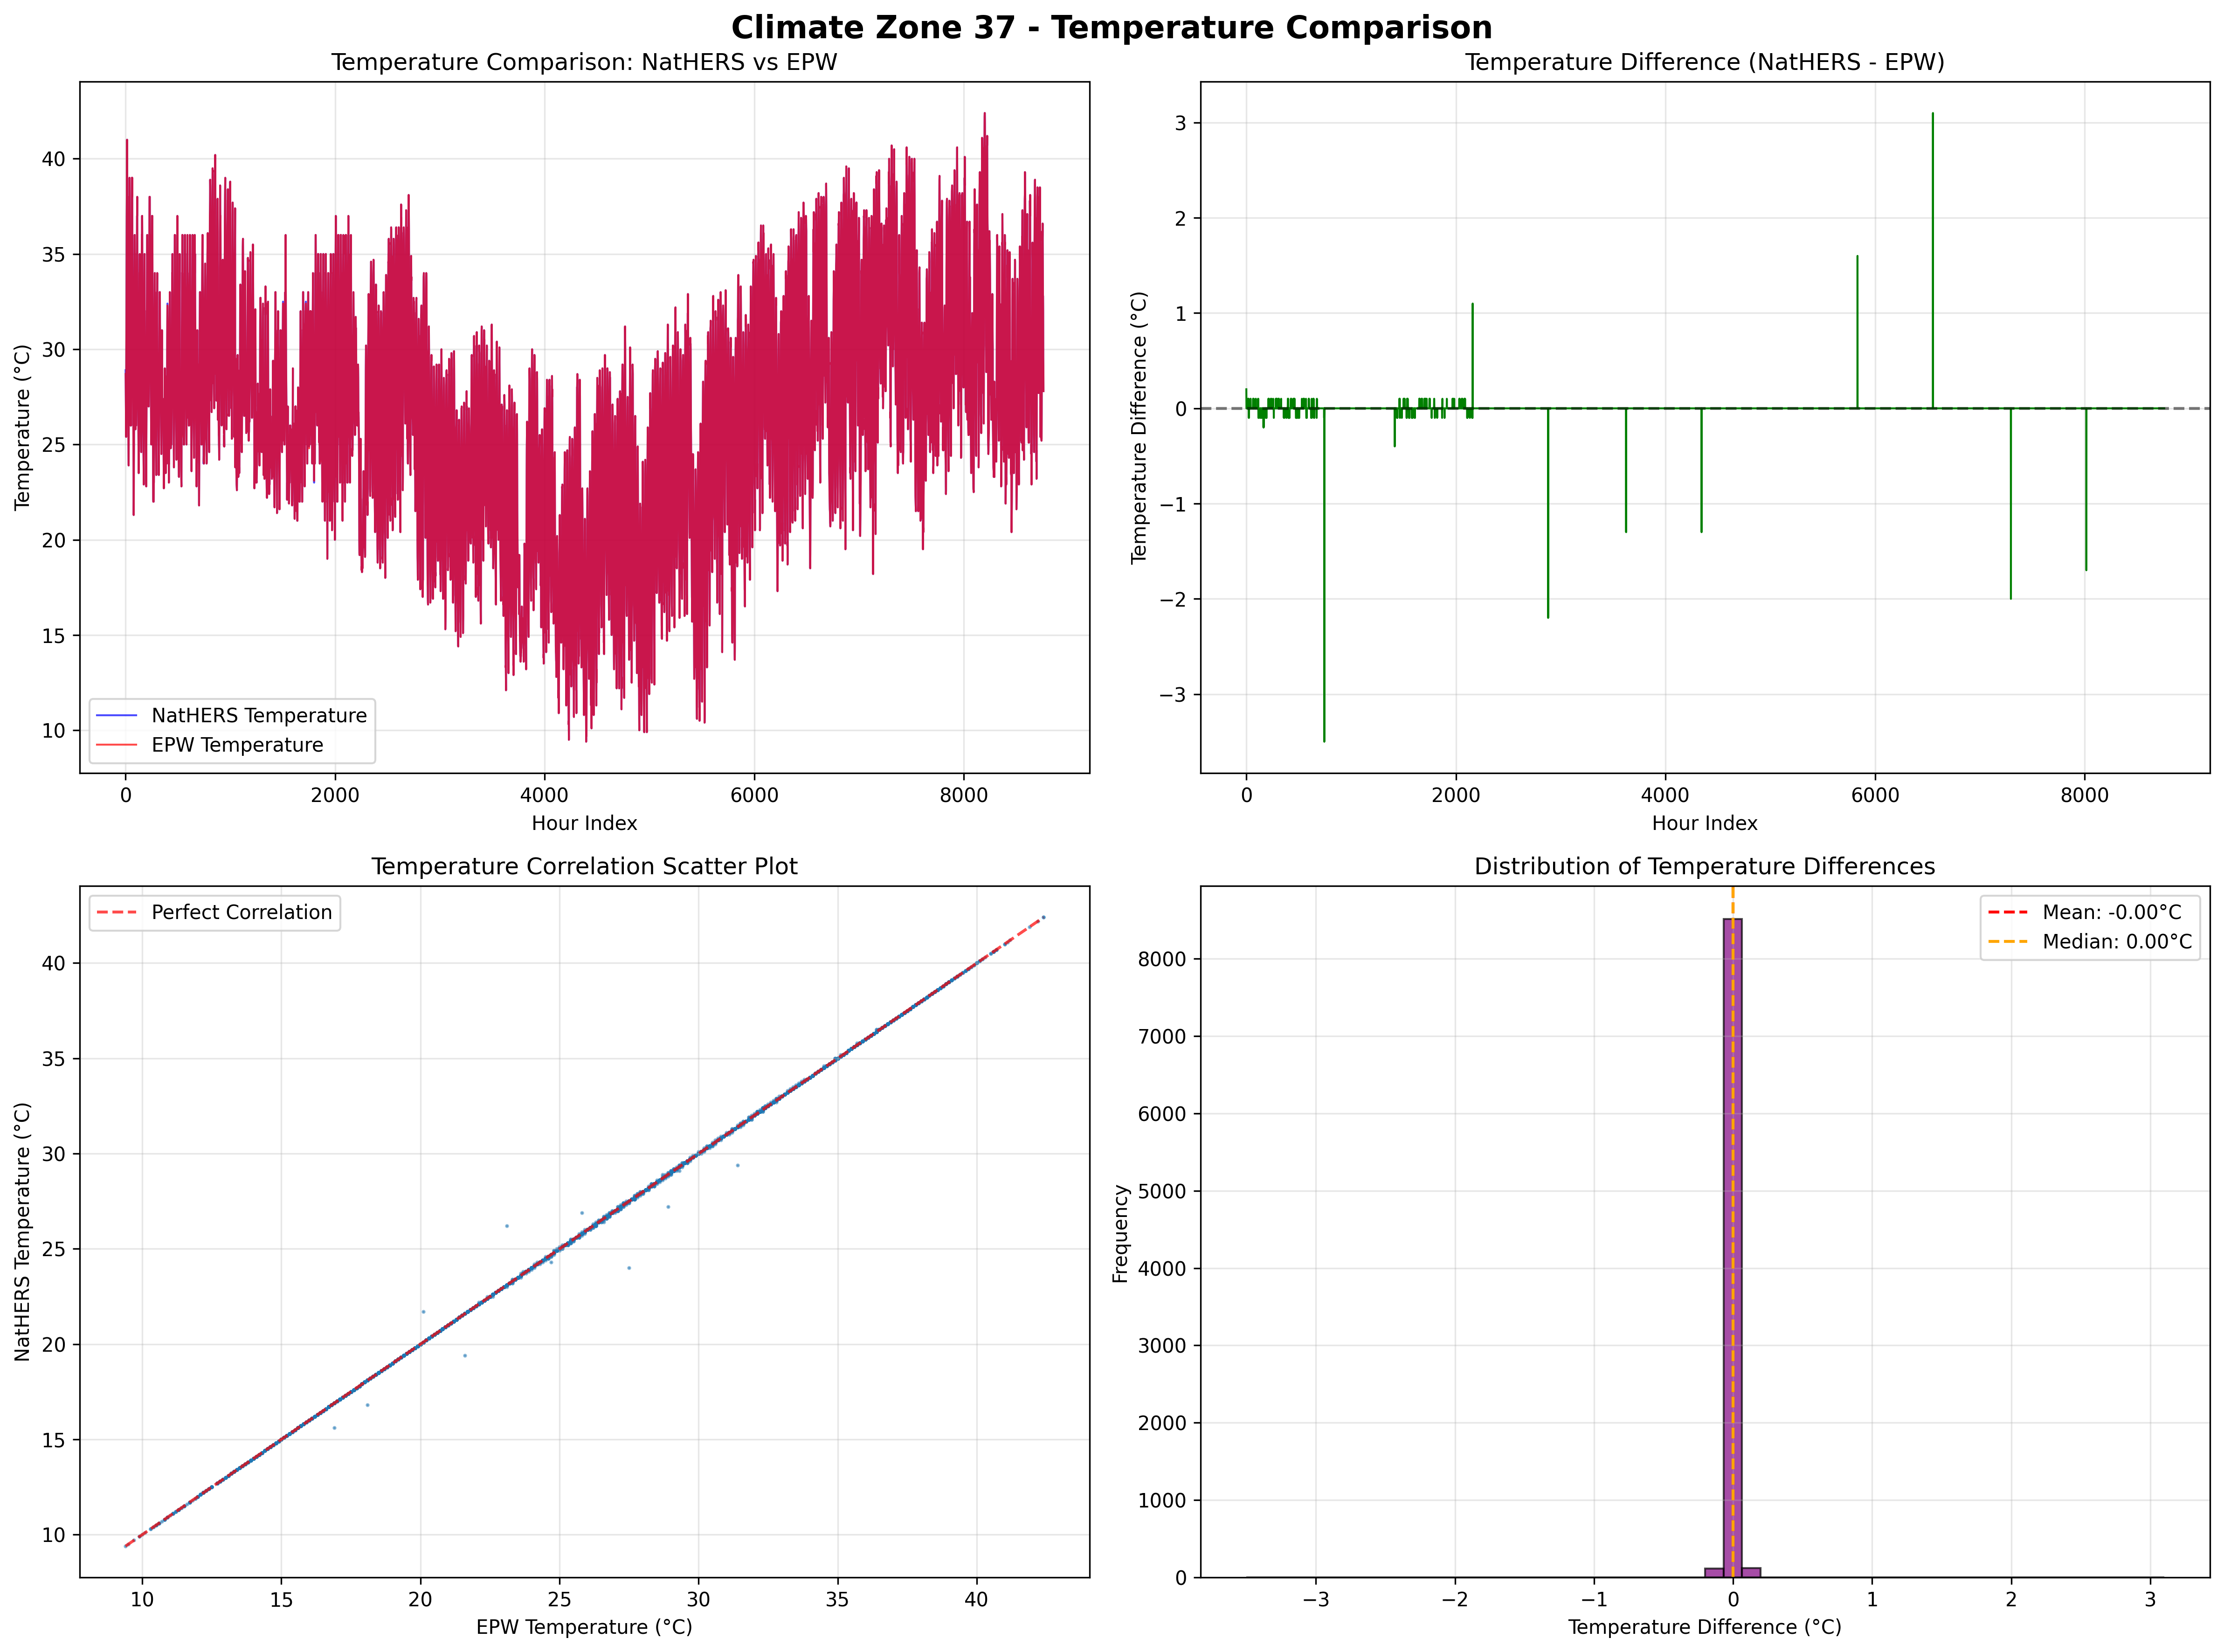 Climate Zone 37 - Temperature Comparison
Temperature Comparison: NatHERS vs EPW
Temperature (°C)
40
35
30
25
20
15
10
NatHERS Temperature
EPW Temperature
0 2000 4000 6000 8000
Hour Index
Temperature Difference (NatHERS - EPW)
Temperature Difference (°C)
3
2
1
0
−1
−2
−3
0 2000 4000 6000 8000
Hour Index
Temperature Correlation Scatter Plot
Perfect Correlation
NatHERS Temperature (°C)
40
35
30
25
20
15
10
10 15 20 25 30 35 40
EPW Temperature (°C)
Distribution of Temperature Differences
Mean: -0.00°C
Median: 0.00°C
Frequency
8000
7000
6000
5000
4000
3000
2000
1000
0
−3 −2 −1 0 1 2 3
Temperature Difference (°C)